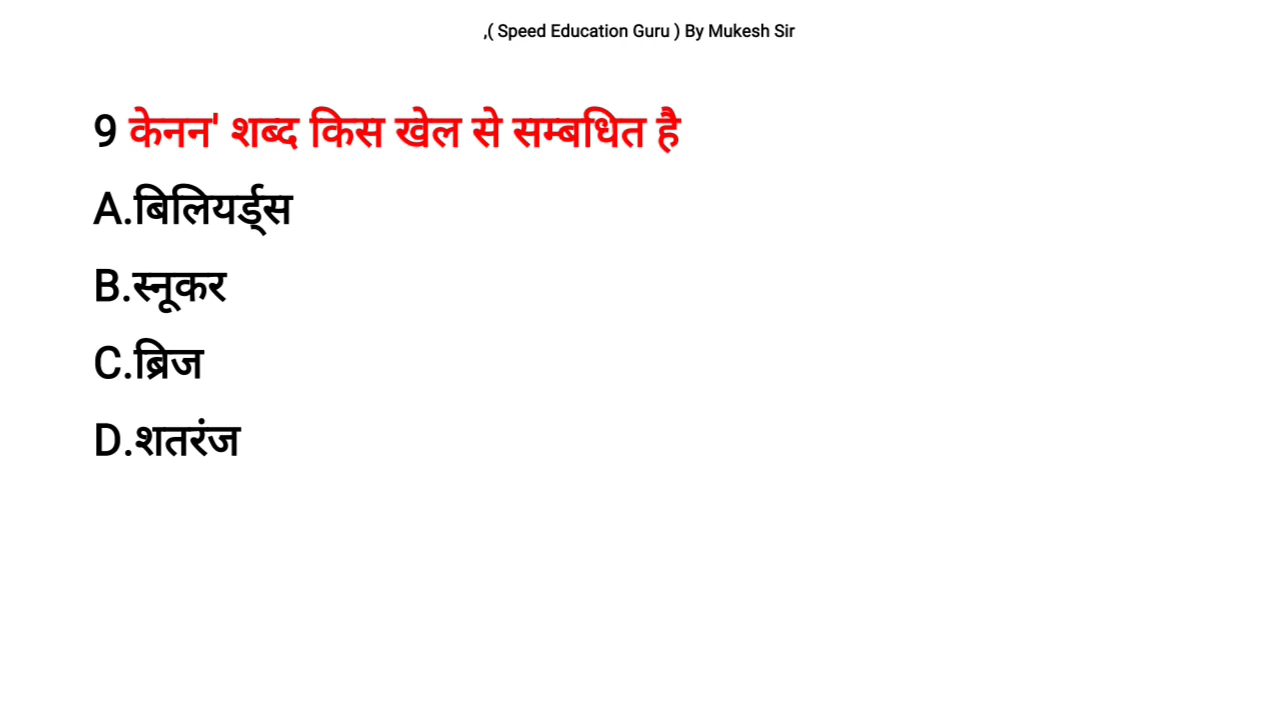 ,( Speed Education Guru ) By Mukesh Sir
9 केनन' शब्द किस खेल से सम्बधित है
A.बिलियर्ड्स
B.स्नूकर
C.ब्रिज
D.शतरंज